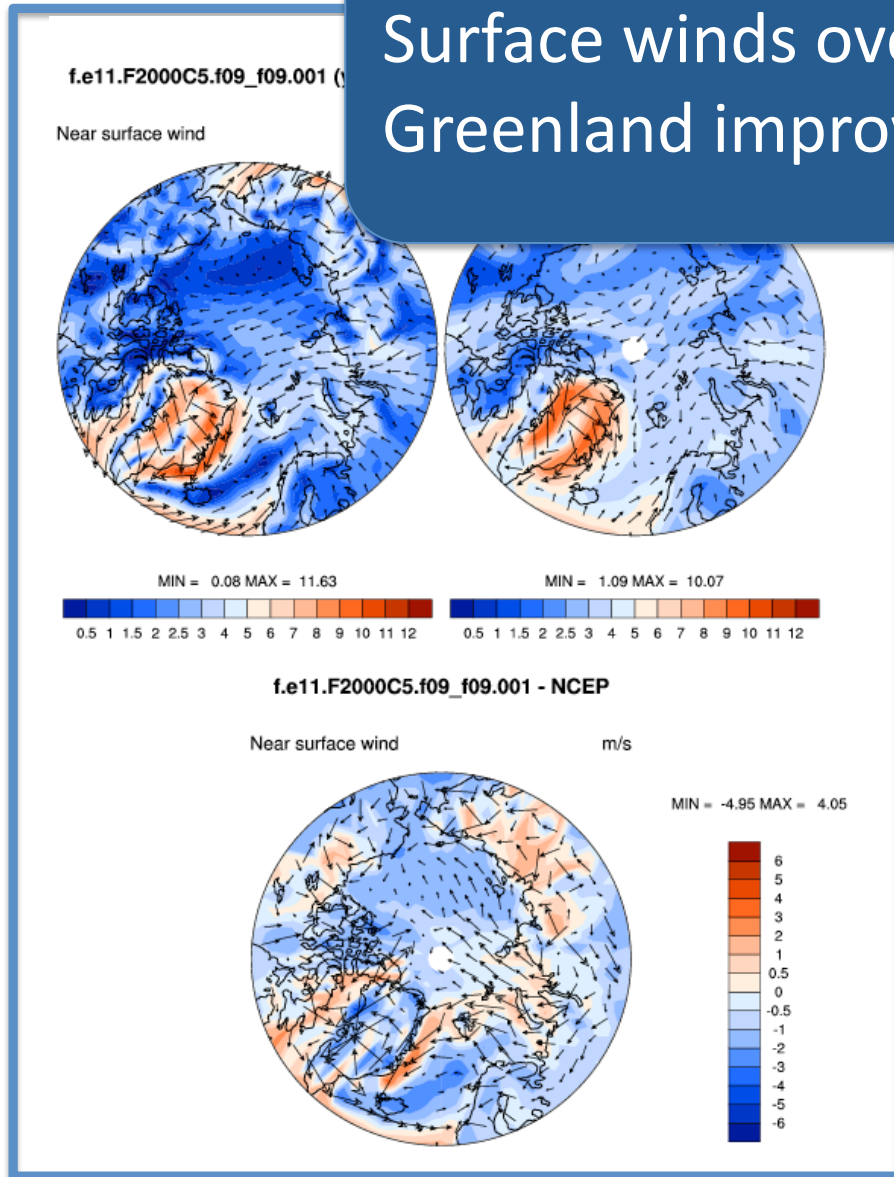 Surface winds ov
Greenland improv
f.e11.F2000C5.f09_f09.001 (
Near surface wind
MIN = 0.08 MAX = 11.63
0.5 1 1.5 2 2.5 3 4 5 6 7 8 9 10 11 12
MIN = 1.09 MAX = 10.07
0.5 1 1.5 2 2.5 3 4 5 6 7 8 9 10 11 12
f.e11.F2000C5.f09_f09.001 - NCEP
Near surface wind m/s
MIN = -4.95 MAX = 4.05
6
5
4
3
2
1
0.5
0
-0.5
-1
-2
-3
-4
-5
-6